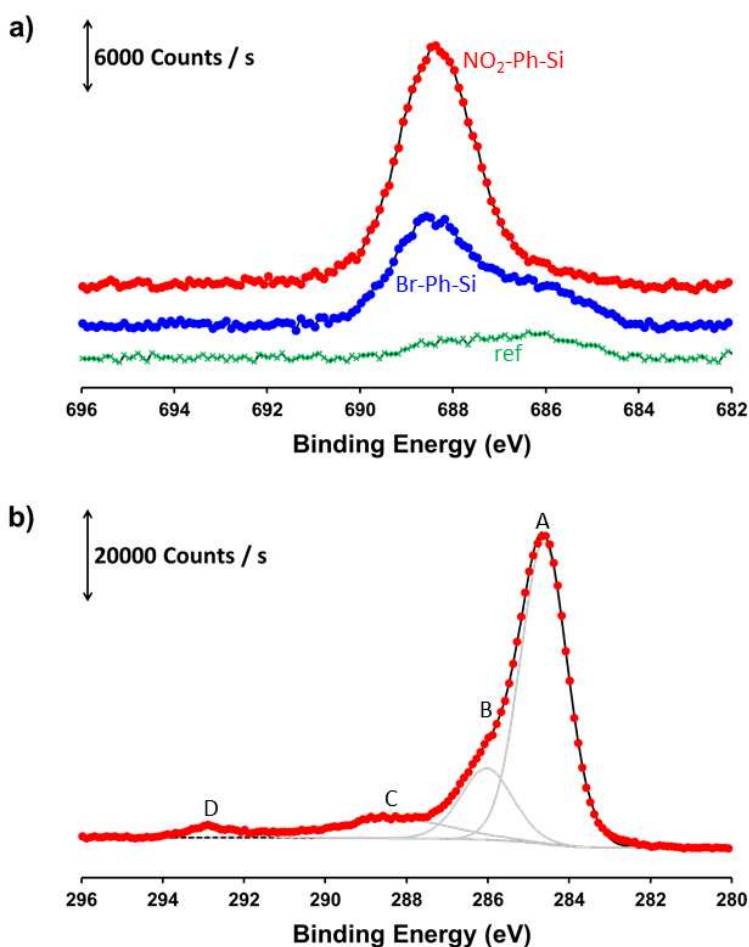 a)
6000 Counts / s
NO₂-Ph-Si
Br-Ph-Si
ref
696 694 692 690 688 686 684 682
Binding Energy (eV)
b)
20000 Counts / s
A
B
C
D
296 294 292 290 288 286 284 282 280
Binding Energy (eV)